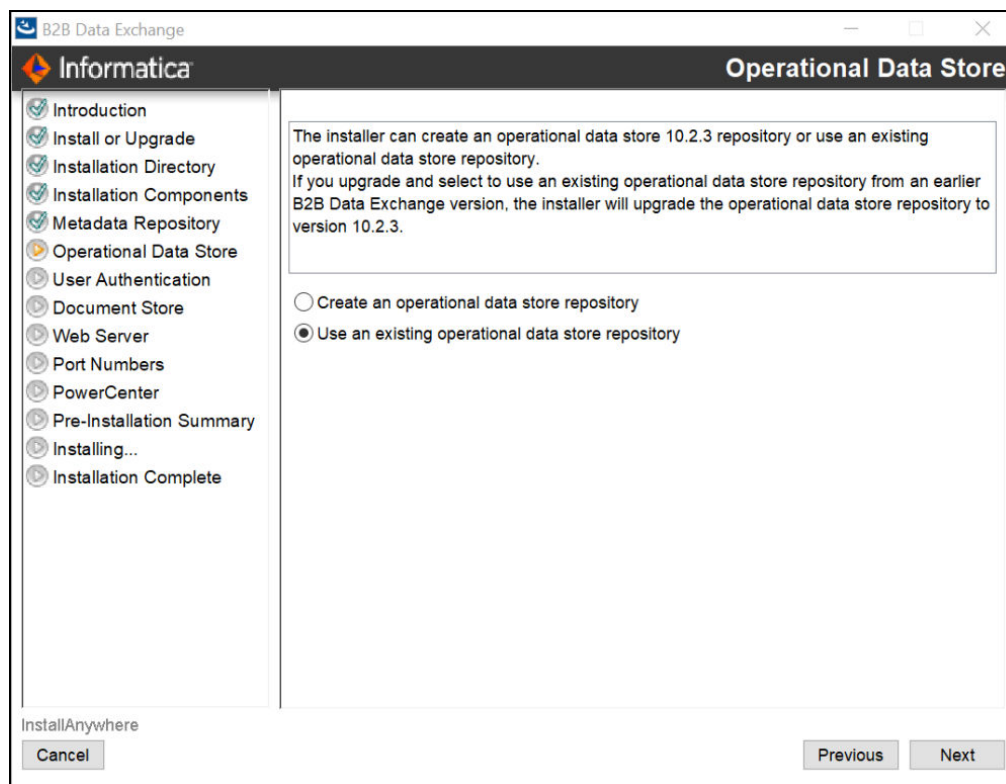 B2B Data Exchange
Informatica
Operational Data Store
Introduction
Install or Upgrade
Installation Directory
Installation Components
Metadata Repository
Operational Data Store
User Authentication
Document Store
Web Server
Port Numbers
PowerCenter
Pre-Installation Summary
Installing...
Installation Complete
The installer can create an operational data store 10.2.3 repository or use an existing
operational data store repository.
If you upgrade and select to use an existing operational data store repository from an earlier
B2B Data Exchange version, the installer will upgrade the operational data store repository to
version 10.2.3.
Create an operational data store repository
Use an existing operational data store repository
InstallAnywhere
Cancel
Previous
Next